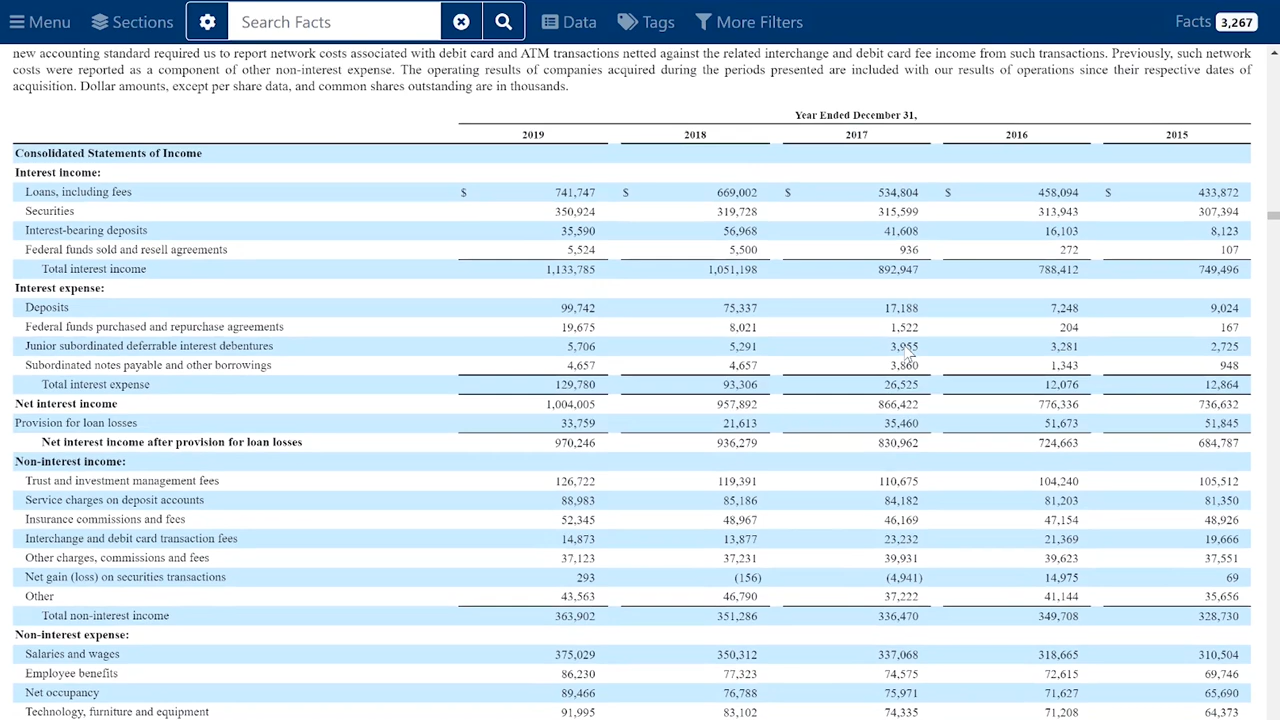 Menu Sections Search Facts Data Tags More Filters Facts 3,267
new accounting standard required us to report network costs associated with debit card and ATM transactions netted against the related interchange and debit card fee income from such transactions. Previously, such network
costs were reported as a component of other non-interest expense. The operating results of companies acquired during the periods presented are included with our results of operations since their respective dates of
acquisition. Dollar amounts, except per share data, and common shares outstanding are in thousands.
Year Ended December 31,
2019 2018 2017 2016 2015
Consolidated Statements of Income
Interest income:
Loans, including fees $ 741,747 $ 669,002 $ 534,804 $ 458,094 $ 433,872
Securities 350,924 319,728 315,599 313,943 307,394
Interest-bearing deposits 35,590 56,968 41,608 16,103 8,123
Federal funds sold and resell agreements 5,524 5,500 936 272 107
Total interest income 1,133,785 1,051,198 892,947 788,412 749,496
Interest expense:
Deposits 99,742 75,337 17,188 7,248 9,024
Federal funds purchased and repurchase agreements 19,675 8,021 1,522 204 167
Junior subordinated deferrable interest debentures 5,706 5,291 3,955 3,281 2,725
Subordinated notes payable and other borrowings 4,657 4,657 3,860 1,343 948
Total interest expense 129,780 93,306 26,525 12,076 12,864
Net interest income 1,004,005 957,892 866,422 776,336 736,632
Provision for loan losses 33,759 21,613 35,460 51,673 51,845
Net interest income after provision for loan losses 970,246 936,279 830,962 724,663 684,787
Non-interest income:
Trust and investment management fees 126,722 119,391 110,675 104,240 105,512
Service charges on deposit accounts 88,983 85,186 84,182 81,203 81,350
Insurance commissions and fees 52,345 48,967 46,169 47,154 48,926
Interchange and debit card transaction fees 14,873 13,877 23,232 21,369 19,666
Other charges, commissions and fees 37,123 37,231 39,931 39,623 37,551
Net gain (loss) on securities transactions 293 (156) (4,941) 14,975 69
Other 43,563 46,790 37,222 41,144 35,656
Total non-interest income 363,902 351,286 336,470 349,708 328,730
Non-interest expense:
Salaries and wages 375,029 350,312 337,068 318,665 310,504
Employee benefits 86,230 77,323 74,575 72,615 69,746
Net occupancy 89,466 76,788 75,971 71,627 65,690
Technology, furniture and equipment 91,995 83,102 74,335 71,208 64,373